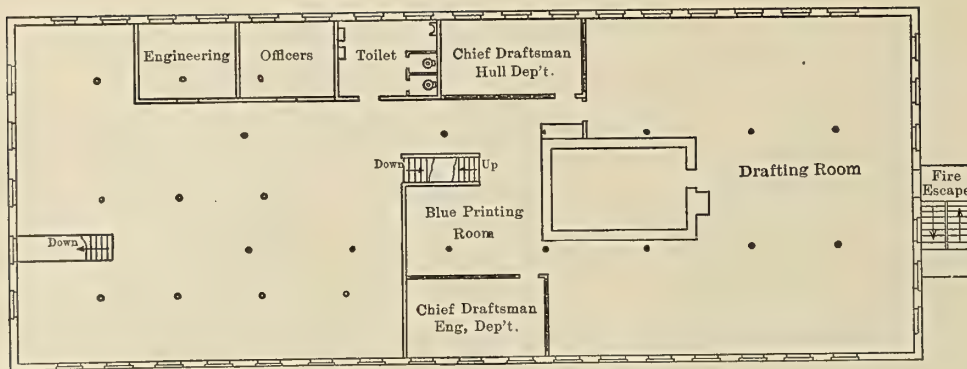 Engineering
Officers
Toilet
Chief Draftsman
Hull Dep't.
Down
Up
Drafting Room
Fire
Escape
Blue Printing
Room
Down
Chief Draftsman
Eng, Dep't.